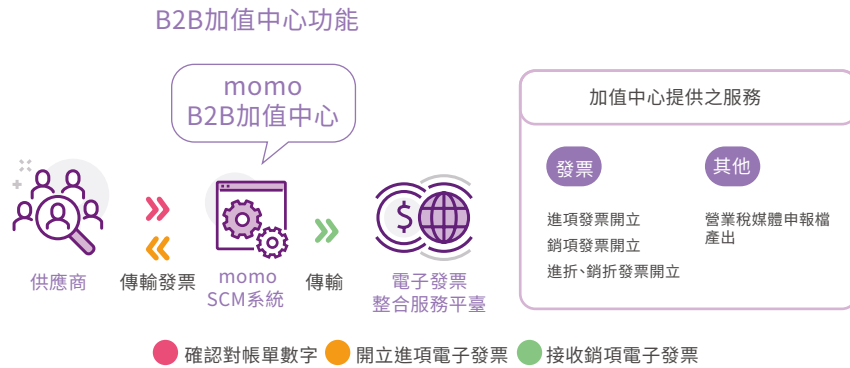 B2B加值中心功能
momo
B2B加值中心
供應商
傳輸發票
momo
SCM系統
傳輸
電子發票
整合服務平臺
加值中心提供之服務
發票
進項發票開立
銷項發票開立
進折、銷折發票開立
其他
營業稅媒體申報檔
產出
確認對帳單數字
開立進項電子發票
接收銷項電子發票